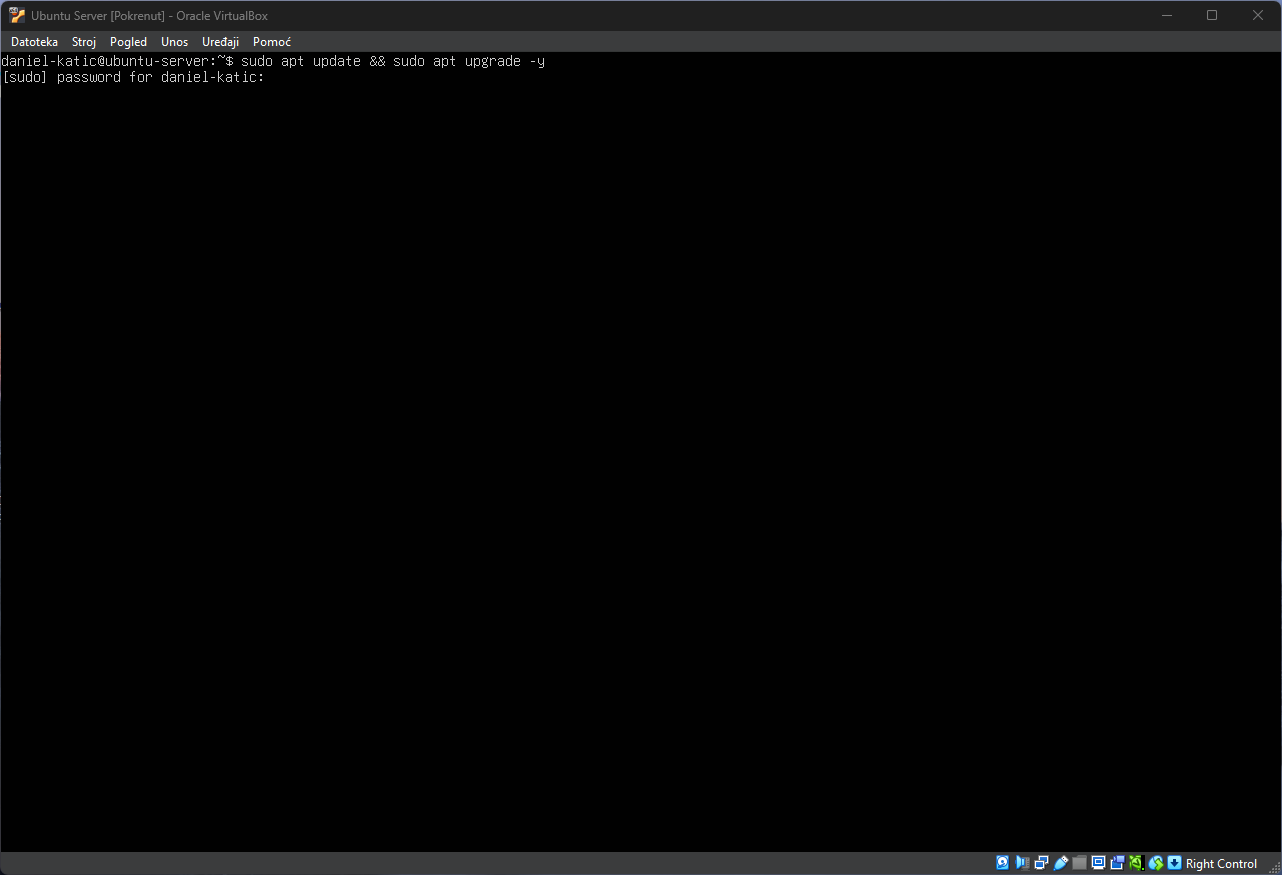 Ubuntu Server [Pokrenut] - Oracle VirtualBox
Datoteka Stroj Pogled Unos Uređaji Pomoć
daniel-katic@ubuntu-server:~$ sudo apt update && sudo apt upgrade -y
[sudo] password for daniel-katic:
Right Control